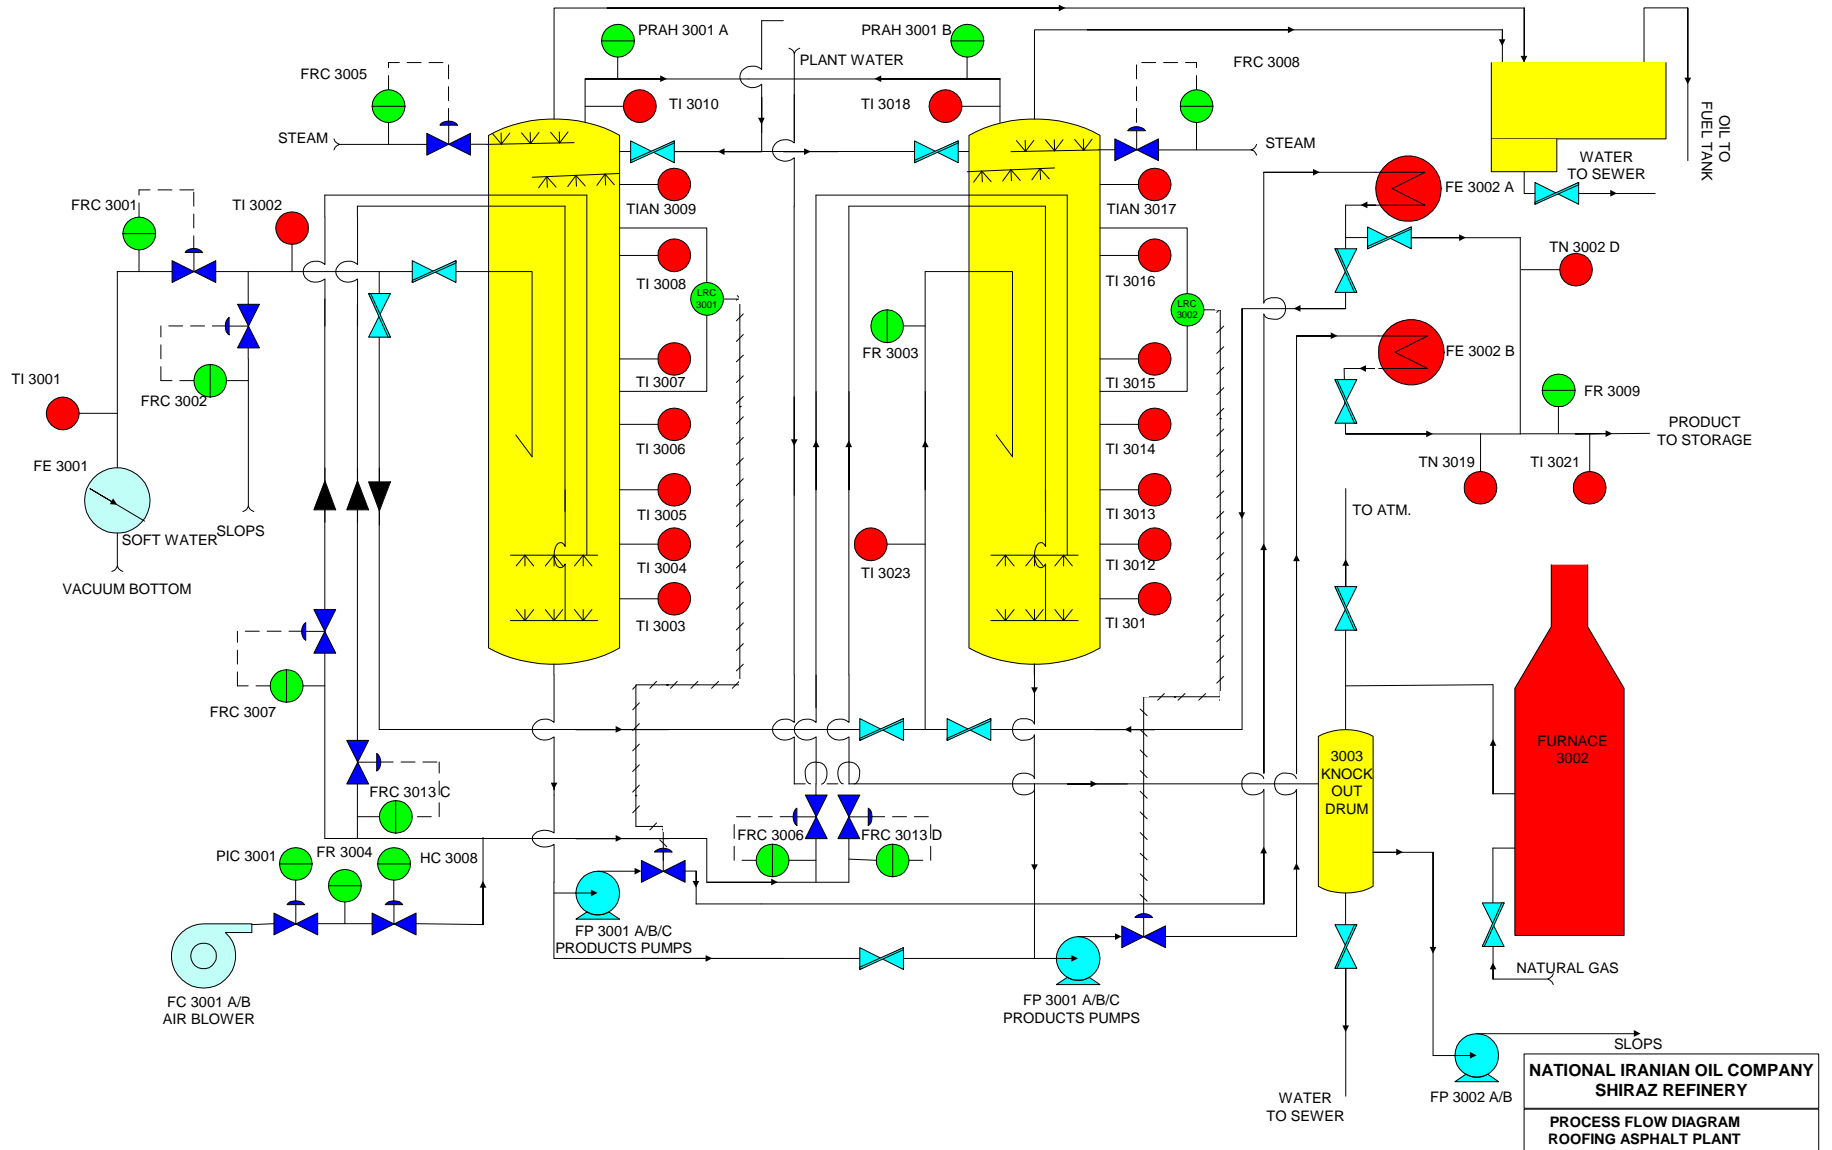 PRAH 3001 A
PRAH 3001 B
PLANT WATER
FRC 3005
FRC 3008
TI 3010
TI 3018
STEAM
STEAM
OIL TO
FUEL TANK
WATER
TO SEWER
FE 3002 A
FRC 3001
TI 3002
TIAN 3009
TIAN 3017
TN 3002 D
TI 3008
TI 3016
LRC
3001
LRC
3002
FR 3003
FE 3002 B
TI 3001
FRC 3002
TI 3007
TI 3015
FR 3009
PRODUCT
TO STORAGE
TI 3006
TI 3014
FE 3001
TN 3019
TI 3021
SOFT WATER
SLOPS
TI 3005
TI 3013
TO ATM.
VACUUM BOTTOM
TI 3004
TI 3023
TI 3012
TI 3003
TI 301
FRC 3007
3003
KNOCK
OUT
DRUM
FURNACE
3002
FRC 3013 C
FRC 3006
FRC 3013 D
PIC 3001
FR 3004
HC 3008
FP 3001 A/B/C
PRODUCTS PUMPS
NATURAL GAS
FC 3001 A/B
AIR BLOWER
FP 3001 A/B/C
PRODUCTS PUMPS
SLOPS
FP 3002 A/B
WATER
TO SEWER
NATIONAL IRANIAN OIL COMPANY
SHIRAZ REFINERY
PROCESS FLOW DIAGRAM
ROOFING ASPHALT PLANT